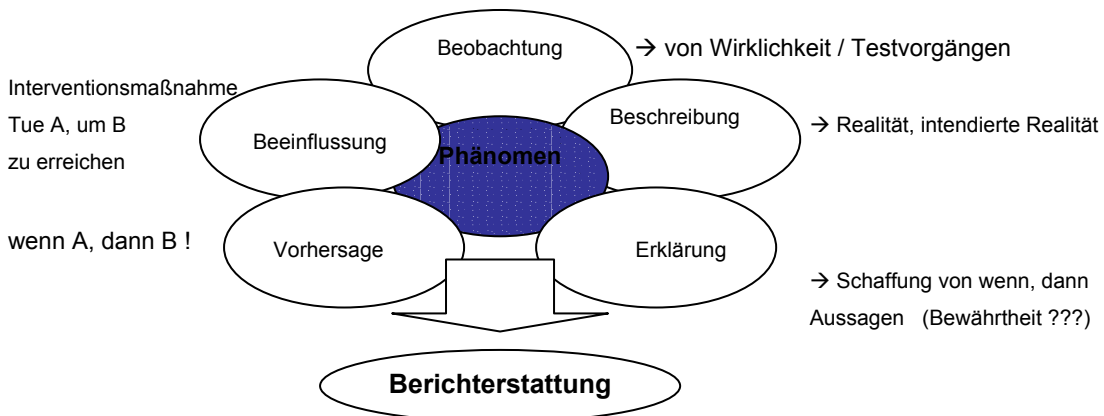 Beobachtung
→ von Wirklichkeit / Testvorgängen
Interventionsmaßnahme
Tue A, um B
zu erreichen
Beeinflussung
Beschreibung
→ Realität, intendierte Realität
Phänomen
wenn A, dann B !
Vorhersage
Erklärung
→ Schaffung von wenn, dann
Aussagen (Bewährtheit ???)
Berichterstattung